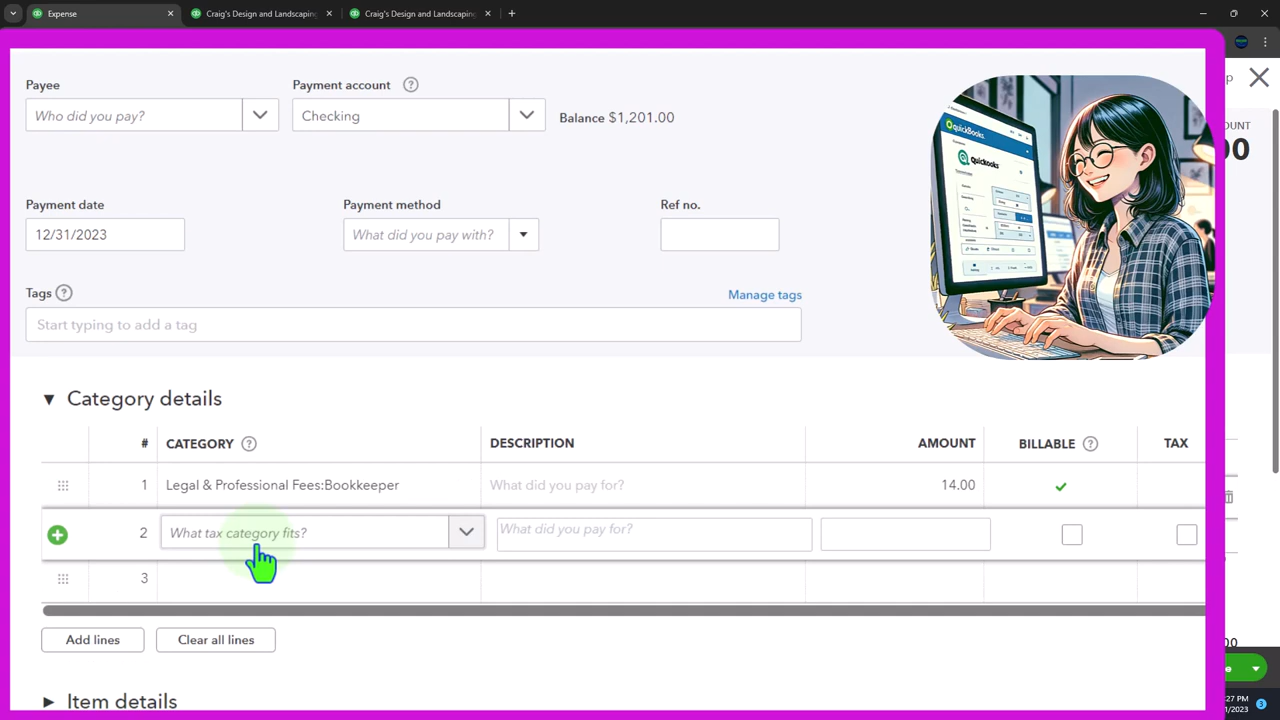 Expense
Craig's Design and Landscaping
Craig's Design and Landscaping
Payee
Payment account
Who did you pay?
Checking
Balance $1,201.00
Payment date
Payment method
Ref no.
12/31/2023
What did you pay with?
Tags
Manage tags
Start typing to add a tag
Category details
# CATEGORY DESCRIPTION AMOUNT BILLABLE TAX
1 Legal & Professional Fees:Bookkeeper What did you pay for? 14.00
2 What tax category fits? What did you pay for?
3
Add lines Clear all lines
Item details
QuickBooks.